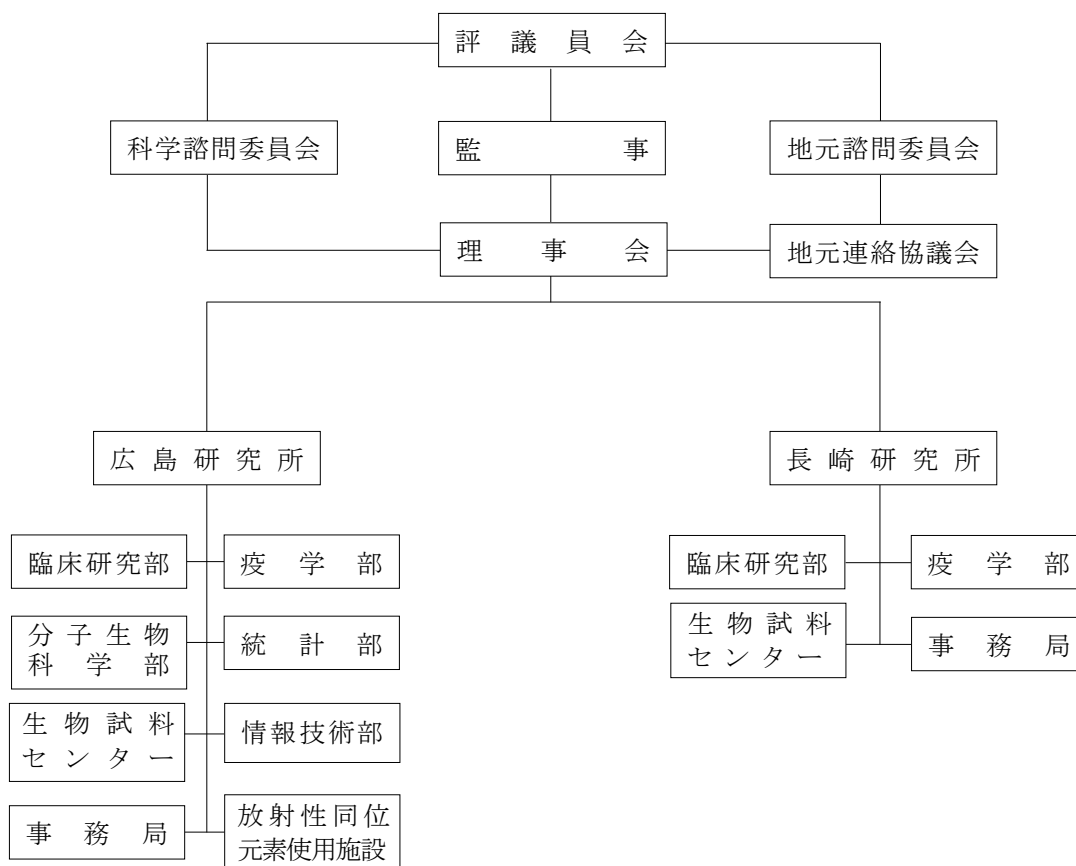 評議員会
科学諮問委員会
監事
地元諮問委員会
理事会
地元連絡協議会
広島研究所
長崎研究所
臨床研究部
疫学部
分子生物
科学部
統計部
生物試料
センター
情報技術部
事務局
放射性同位
元素使用施設
臨床研究部
疫学部
生物試料
センター
事務局